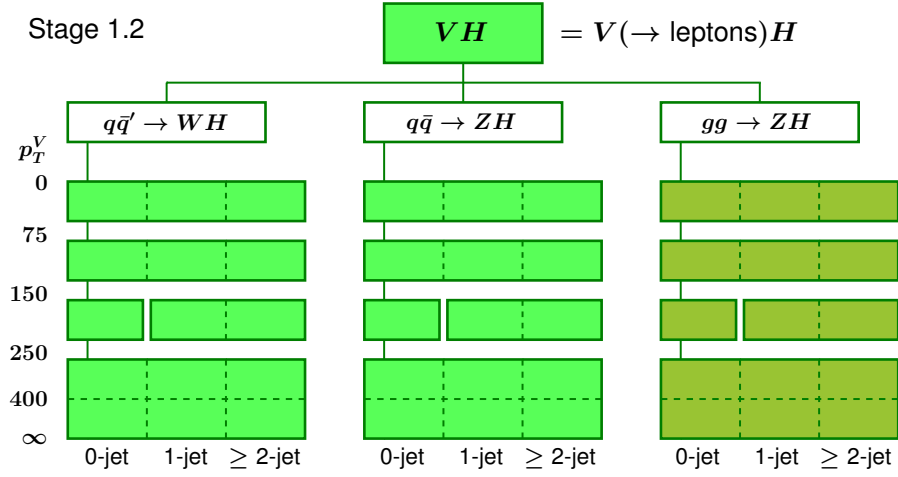 Stage 1.2
VH = V(→ leptons)H
qq̄′ → WH qq̄ → ZH gg → ZH
p_T^V
0
75
150
250
400
∞
0-jet 1-jet ≥ 2-jet 0-jet 1-jet ≥ 2-jet 0-jet 1-jet ≥ 2-jet